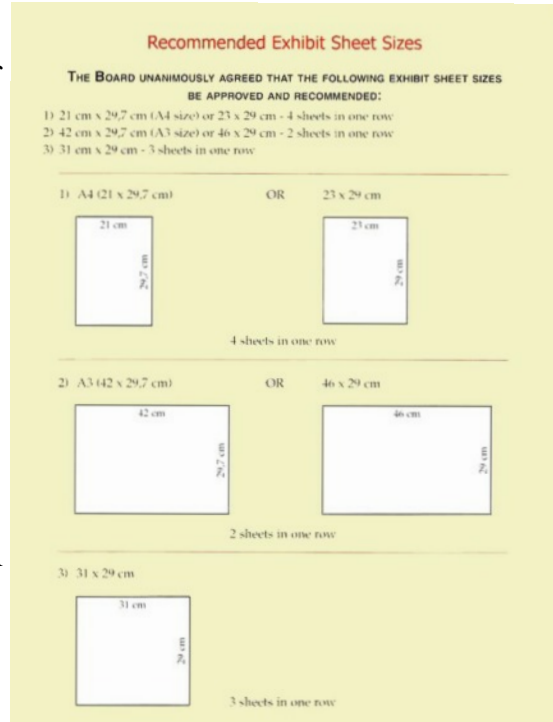 Recommended Exhibit Sheet Sizes
THE BOARD UNANIMOUSLY AGREED THAT THE FOLLOWING EXHIBIT SHEET SIZES
BE APPROVED AND RECOMMENDED:
1) 21 cm x 29,7 cm (A4 size) or 23 x 29 cm - 4 sheets in one row
2) 42 cm x 29,7 cm (A3 size) or 46 x 29 cm - 2 sheets in one row
3) 31 cm x 29 cm - 3 sheets in one row
1) A4 (21 x 29,7 cm) OR 23 x 29 cm
21 cm 23 cm
29,7 cm 29 cm
4 sheets in one row
2) A3 (42 x 29,7 cm) OR 46 x 29 cm
42 cm 46 cm
29,7 cm 29 cm
2 sheets in one row
3) 31 x 29 cm
31 cm
29 cm
3 sheets in one row